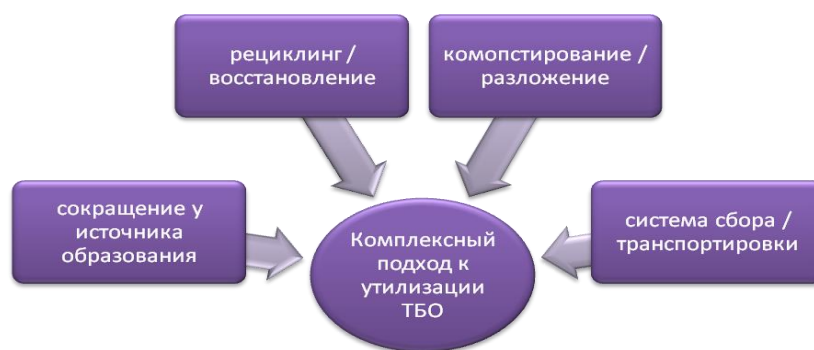 рециклинг /
восстановление
комопстирование /
разложение
сокращение у
источника
образования
система сбора /
транспортировки
Комплексный
подход к
утилизации
ТБО